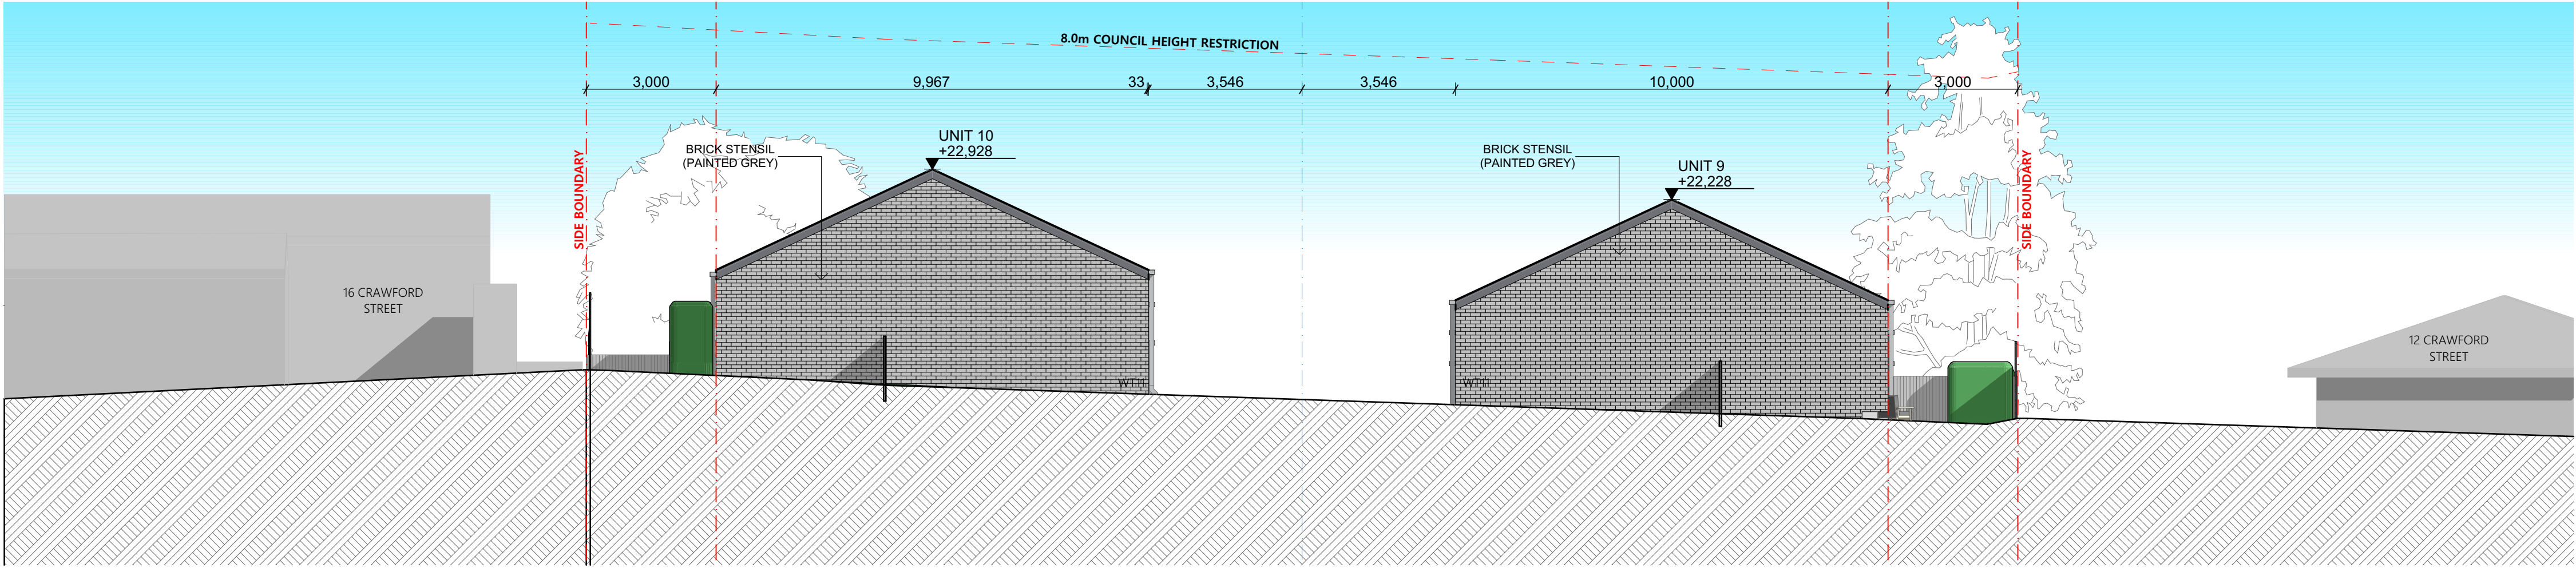 8.0m COUNCIL HEIGHT RESTRICTION
3,000
9,967
33
3,546
3,546
10,000
3,000
SIDE BOUNDARY
BRICK STENSIL
(PAINTED GREY)
UNIT 10
+22,928
BRICK STENSIL
(PAINTED GREY)
UNIT 9
+22,228
SIDE BOUNDARY
16 CRAWFORD
STREET
12 CRAWFORD
STREET
WT11
WT11